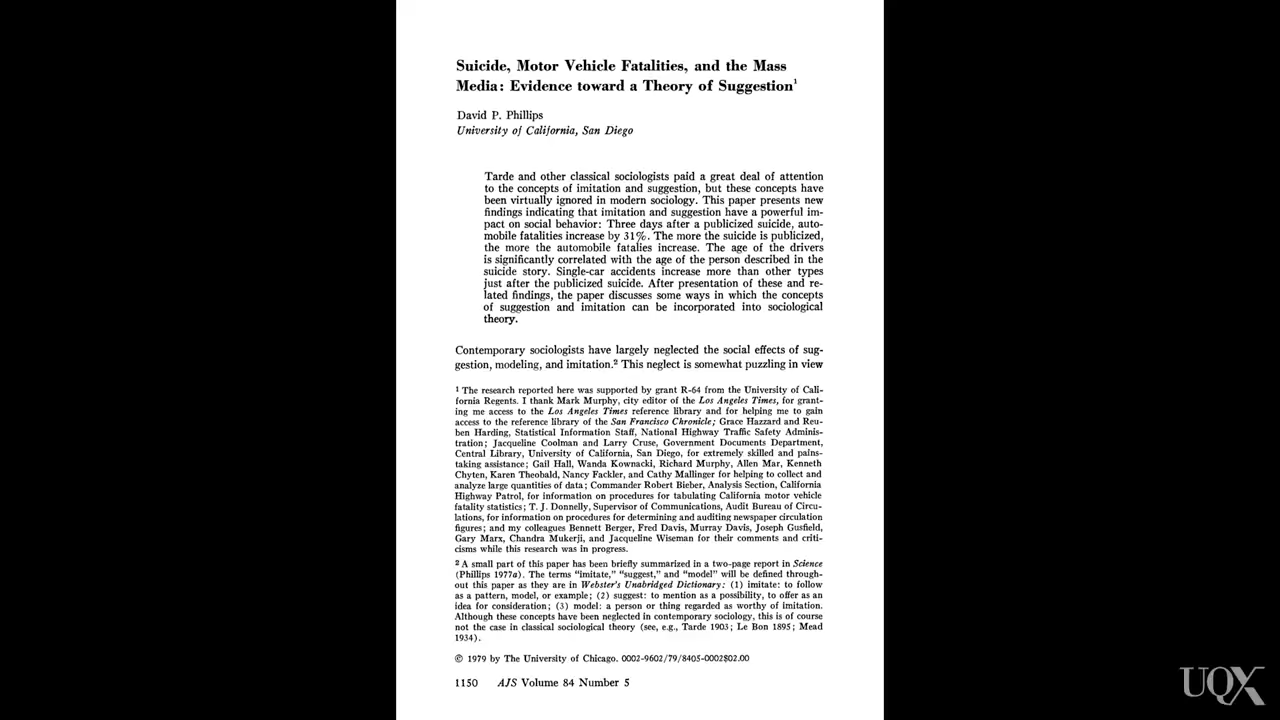 Suicide, Motor Vehicle Fatalities, and the Mass
Media: Evidence toward a Theory of Suggestion¹
David P. Phillips
University of California, San Diego
Tarde and other classical sociologists paid a great deal of attention
to the concepts of imitation and suggestion, but these concepts have
been virtually ignored in modern sociology. This paper presents new
findings indicating that imitation and suggestion have a powerful im-
pact on social behavior: Three days after a publicized suicide, auto-
mobile fatalities increase by 31%. The more the suicide is publicized,
the more the automobile fatalies increase. The age of the drivers
is significantly correlated with the age of the person described in the
suicide story. Single-car accidents increase more than other types
just after the publicized suicide. After presentation of these and re-
lated findings, the paper discusses some ways in which the concepts
of suggestion and imitation can be incorporated into sociological
theory.
Contemporary sociologists have largely neglected the social effects of sug-
gestion, modeling, and imitation.² This neglect is somewhat puzzling in view
¹ The research reported here was supported by grant R-64 from the University of Cali-
fornia Regents. I thank Mark Murphy, city editor of the Los Angeles Times, for grant-
ing me access to the Los Angeles Times reference library and for helping me to gain
access to the reference library of the San Francisco Chronicle; Grace Hazzard and Reu-
ben Harding, Statistical Information Staff, National Highway Traffic Safety Adminis-
tration; Jacqueline Coolman and Larry Cruse, Government Documents Department,
Central Library, University of California, San Diego, for extremely skilled and pains-
taking assistance; Gail Hall, Wanda Kownacki, Richard Murphy, Allen Mar, Kenneth
Chyten, Karen Theobald, Nancy Fackler, and Cathy Mallinger for helping to collect and
analyze large quantities of data; Commander Robert Bieber, Analysis Section, California
Highway Patrol, for information on procedures for tabulating California motor vehicle
fatality statistics; T. J. Donnelly, Supervisor of Communications, Audit Bureau of Circu-
lations, for information on procedures for determining and auditing newspaper circulation
figures; and my colleagues Bennett Berger, Fred Davis, Murray Davis, Joseph Gusfield,
Gary Marx, Chandra Mukerji, and Jacqueline Wiseman for their comments and criti-
cisms while this research was in progress.
² A small part of this paper has been briefly summarized in a two-page report in Science
(Phillips 1977a). The terms "imitate," "suggest," and "model" will be defined through-
out this paper as they are in Webster's Unabridged Dictionary: (1) imitate: to follow
as a pattern, model, or example; (2) suggest: to mention as a possibility, to offer as an
idea for consideration; (3) model: a person or thing regarded as worthy of imitation.
Although these concepts have been neglected in contemporary sociology, this is of course
not the case in classical sociological theory (see, e.g., Tarde 1903; Le Bon 1895; Mead
1934).
© 1979 by The University of Chicago. 0002-9602/79/8405-0002$02.00
1150 AJS Volume 84 Number 5
UQX